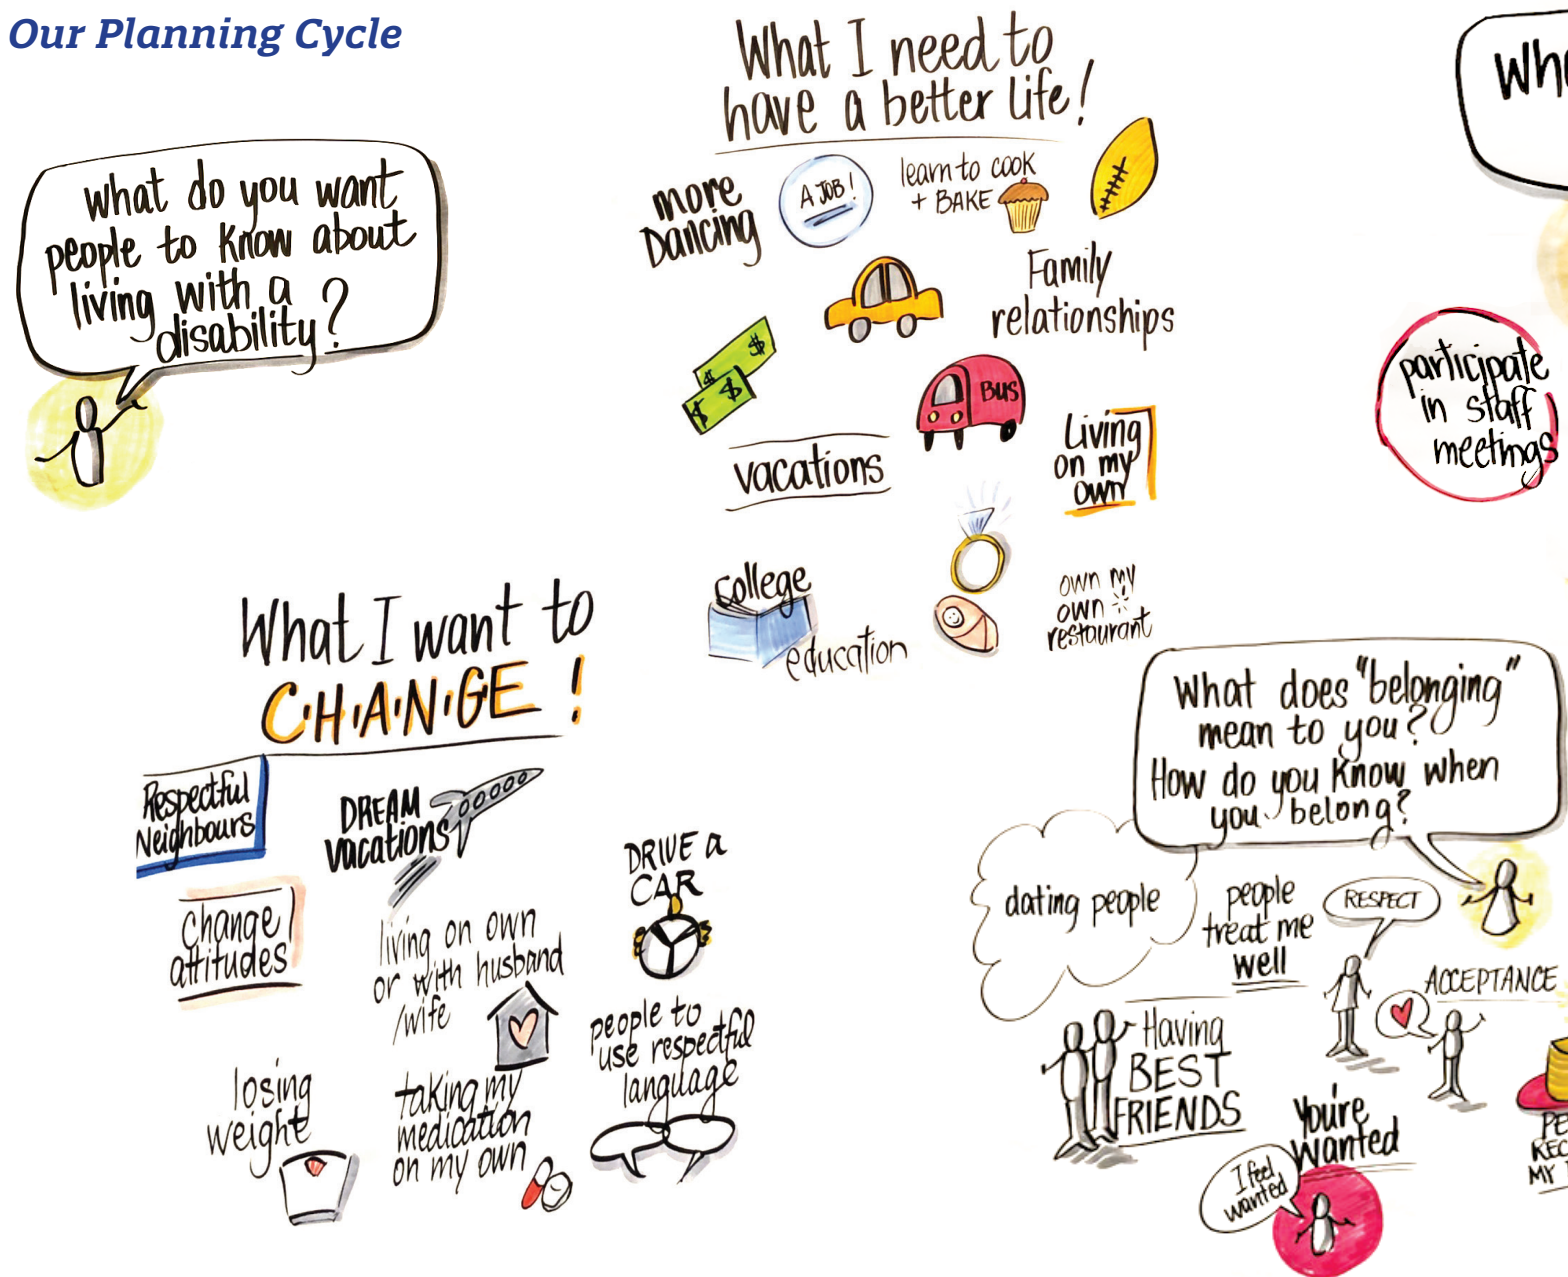 Our Planning Cycle
What do you want
people to know about
living with a
disability?
What I need to
have a better life!
more
Dancing
A JOB!
learn to cook
+ BAKE
Family
relationships
$
$
$
$
BUS
vacations
Living
on my
own
college
education
own my
own
restaurant
participate
in staff
meetings
What I want to
C·H·A·N·G·E!
Respectful
Neighbours
DREAM
vacations
DRIVE a
CAR
change
attitudes
living on own
or with husband
/wife
people to
use respectful
language
losing
weight
taking my
medication
on my own
What does "belonging"
mean to you?
How do you know when
you belong?
dating people
people
treat me
well
RESPECT
ACCEPTANCE
Having
BEST
FRIENDS
You're
wanted
I feel
wanted
MY